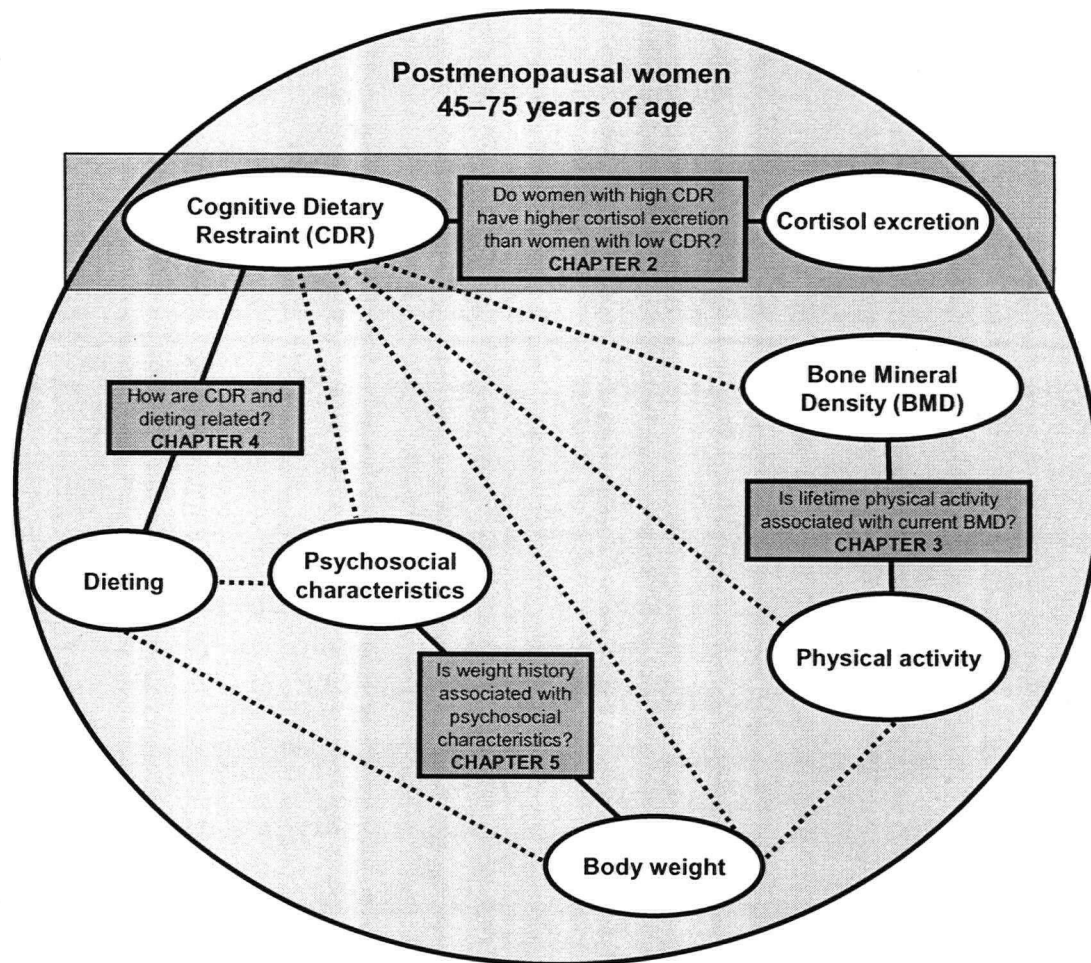 Postmenopausal women
45–75 years of age
Cognitive Dietary
Restraint (CDR)
Do women with high CDR
have higher cortisol excretion
than women with low CDR?
CHAPTER 2
Cortisol excretion
Bone Mineral
Density (BMD)
How are CDR and
dieting related?
CHAPTER 4
Is lifetime physical activity
associated with current BMD?
CHAPTER 3
Dieting
Psychosocial
characteristics
Physical activity
Is weight history
associated with
psychosocial
characteristics?
CHAPTER 5
Body weight